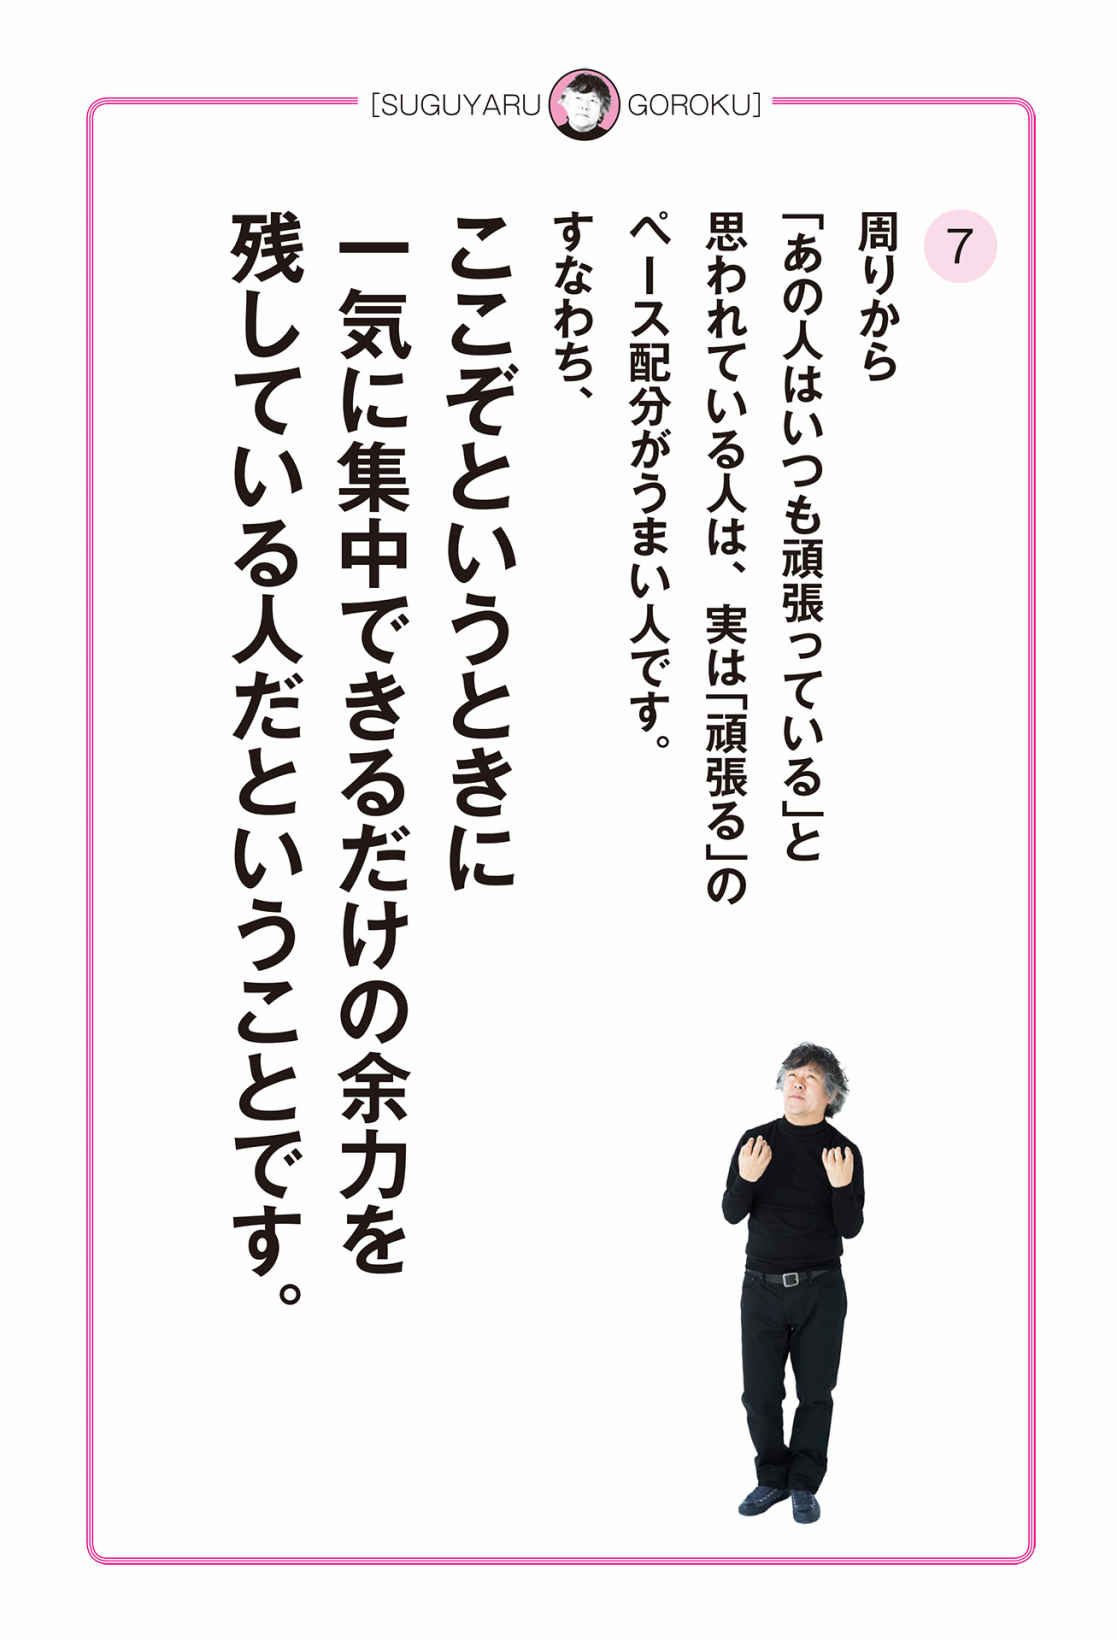 [SUGUYARU GOROKU]
7
周りから
「あの人はいつも頑張っている」と
思われている人は、実は「頑張る」の
ペース配分がうまい人です。
すなわち、
ここぞというときに
一気に集中できるだけの余力を
残している人だということです。